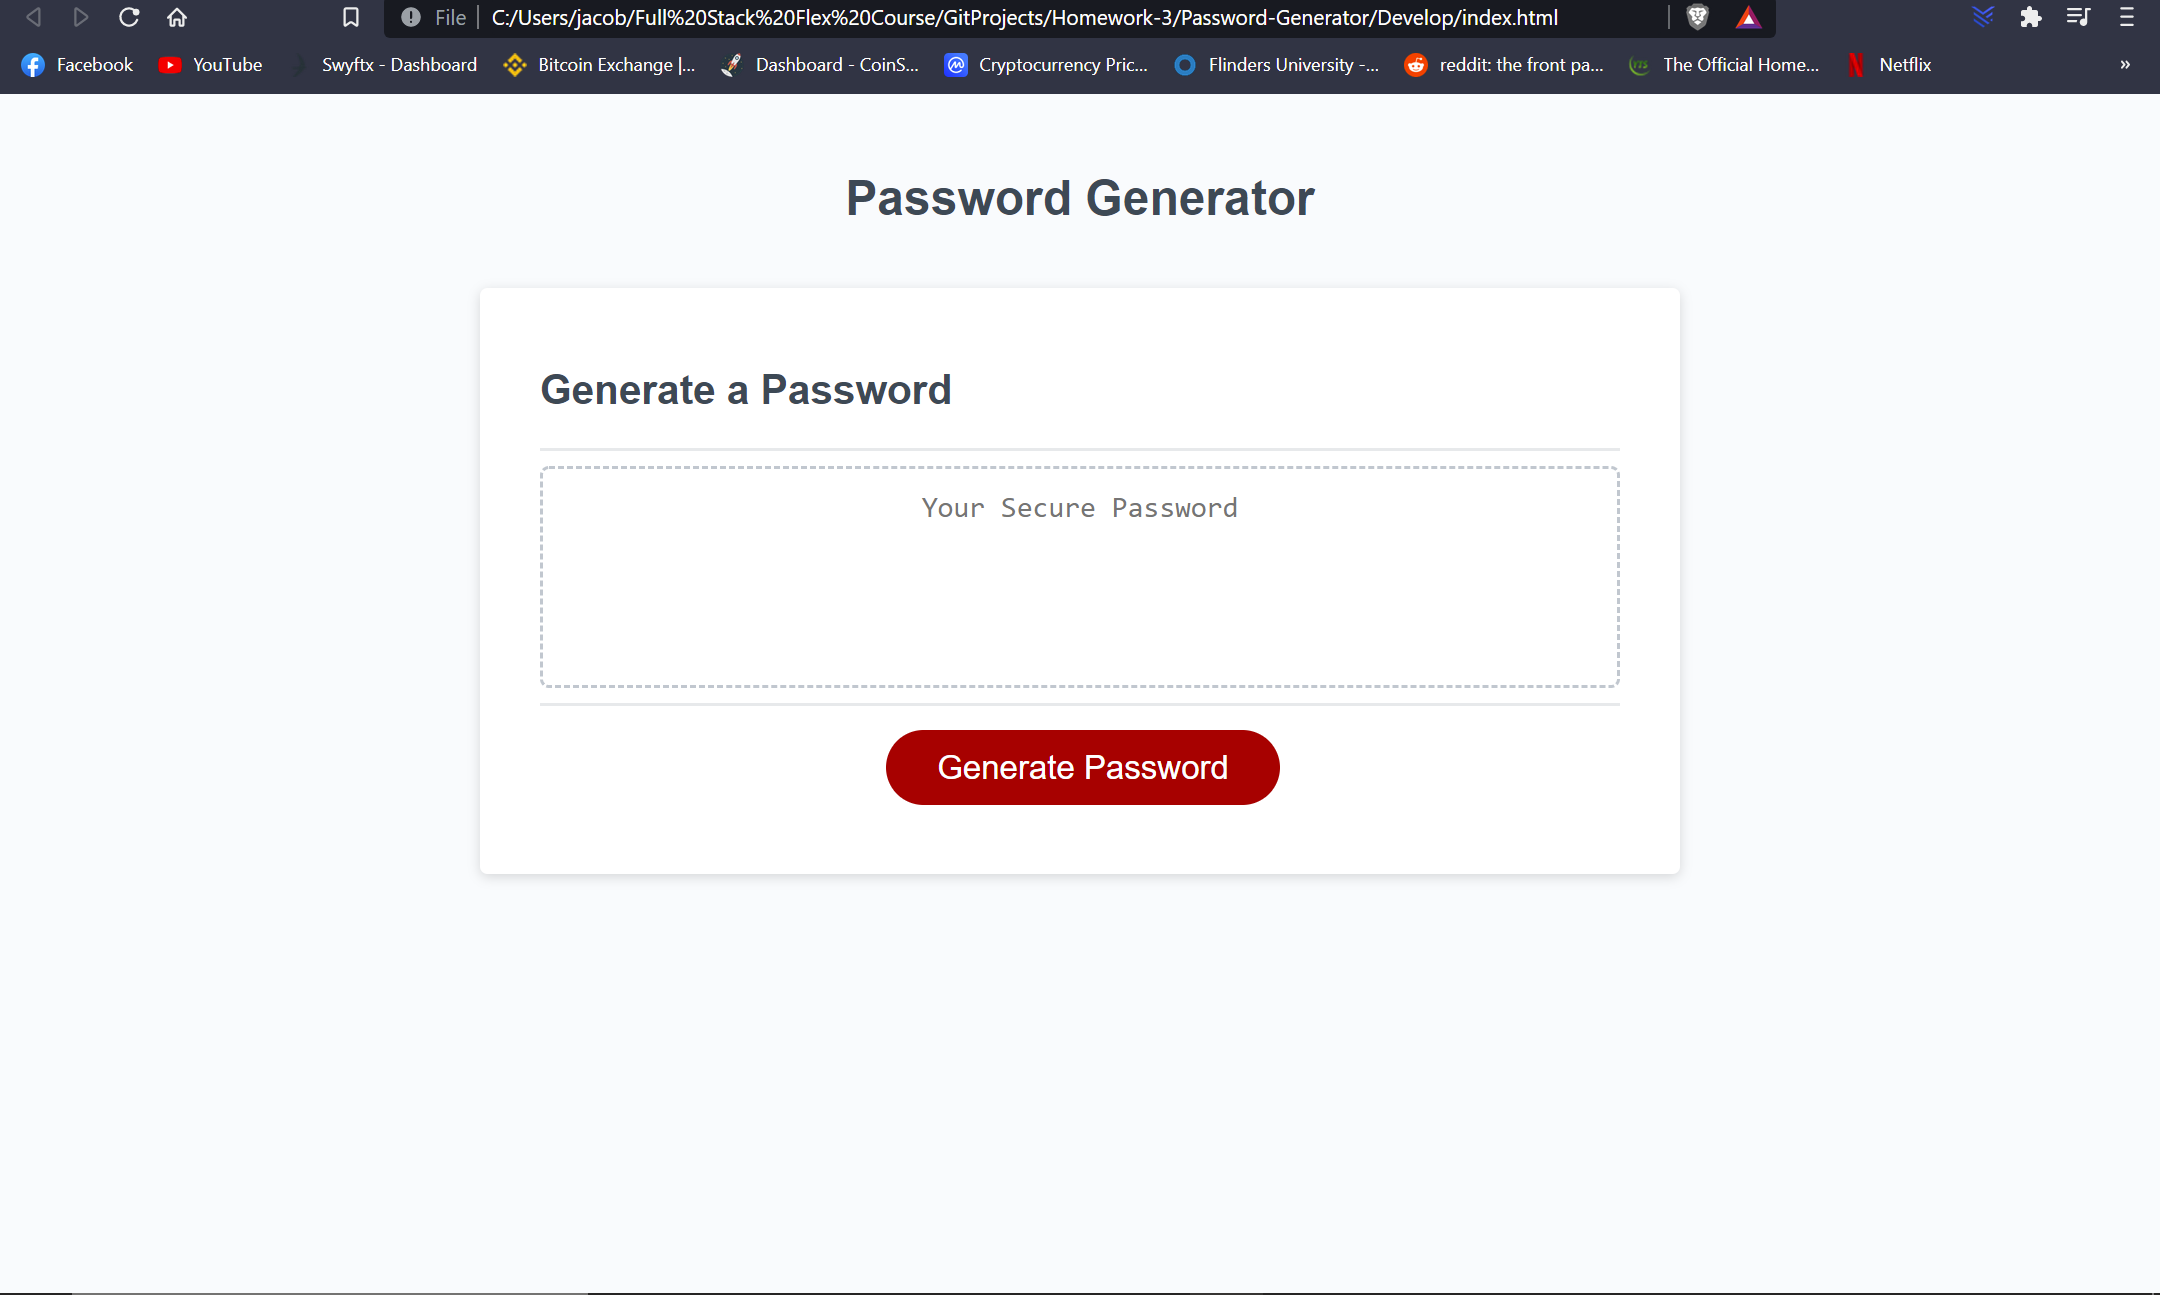 File C:/Users/jacob/Full%20Stack%20Flex%20Course/GitProjects/Homework-3/Password-Generator/Develop/index.html
Facebook YouTube Swyftx - Dashboard Bitcoin Exchange |... Dashboard - CoinS... Cryptocurrency Pric... Flinders University -... reddit: the front pa... The Official Home... Netflix »
Password Generator
Generate a Password
Your Secure Password
Generate Password